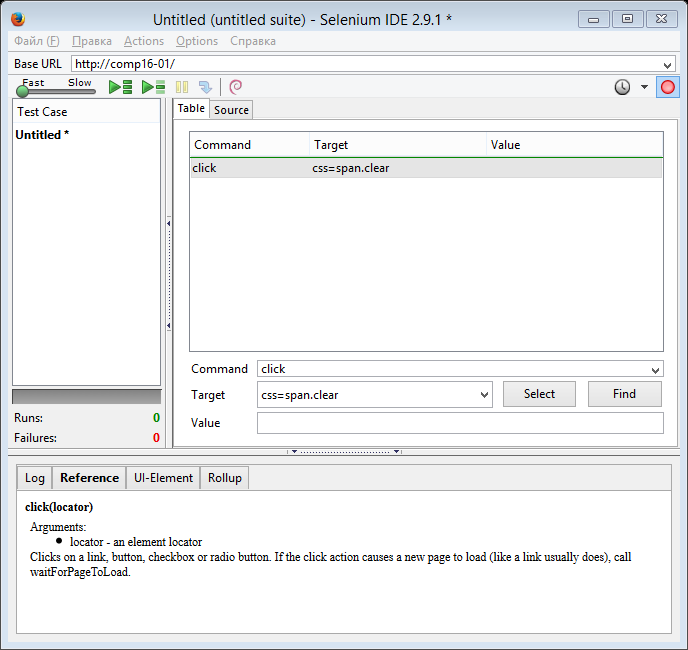 Untitled (untitled suite) - Selenium IDE 2.9.1 *
Файл (F) Правка Actions Options Справка
Base URL http://comp16-01/
Fast Slow
Test Case
Untitled *
Table Source
Command Target Value
click css=span.clear
Command click
Target css=span.clear Select Find
Value
Runs: 0
Failures: 0
Log Reference UI-Element Rollup
click(locator)
Arguments:
• locator - an element locator
Clicks on a link, button, checkbox or radio button. If the click action causes a new page to load (like a link usually does), call
waitForPageToLoad.